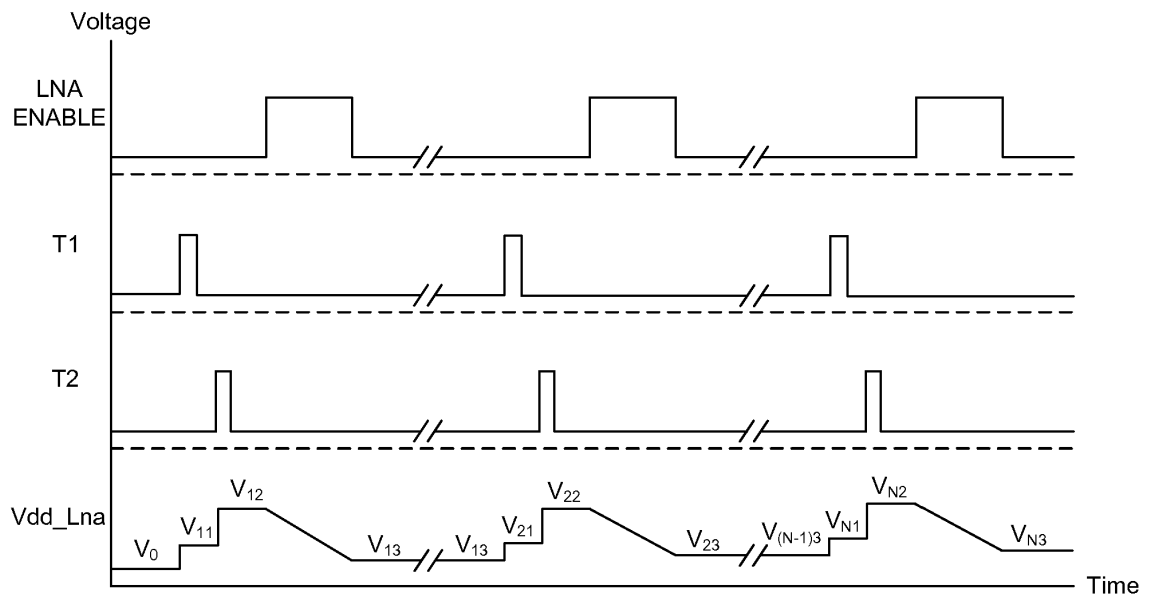 Voltage
LNA
ENABLE
T1
T2
Vdd_Lna
V0
V11
V12
V13
V13
V21
V22
V23
V(N-1)3
VN1
VN2
VN3
Time